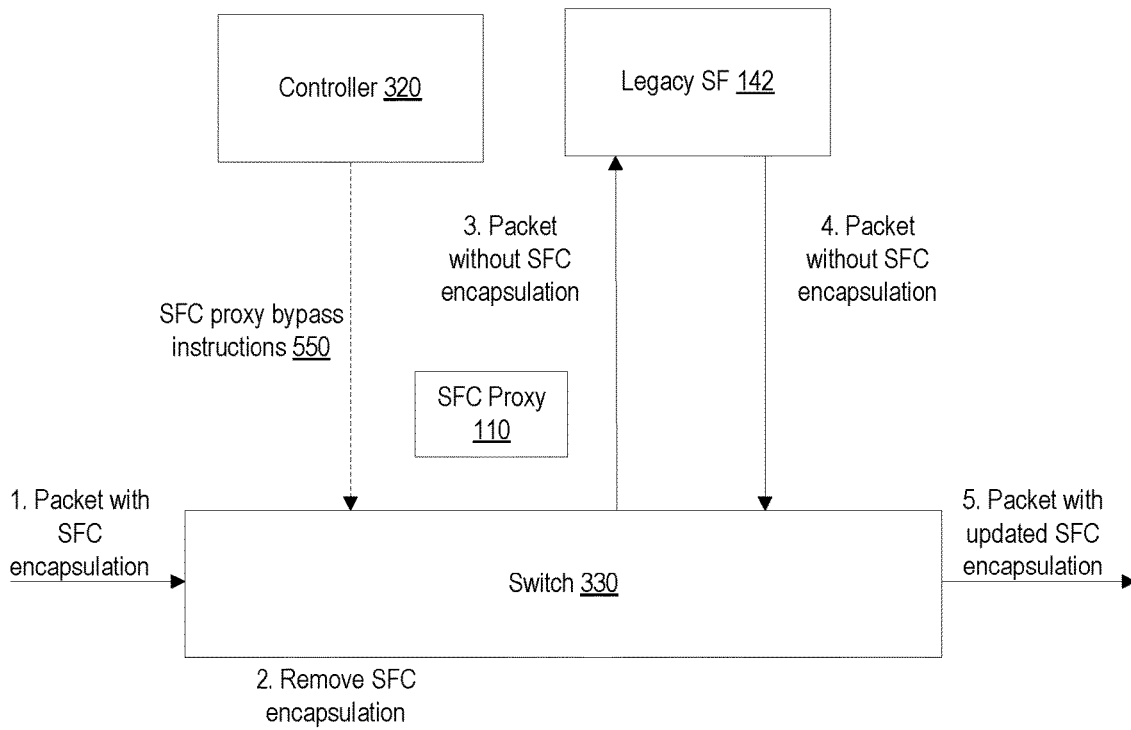 Controller 320
Legacy SF 142
3. Packet
without SFC
encapsulation
4. Packet
without SFC
encapsulation
SFC proxy bypass
instructions 550
SFC Proxy
110
1. Packet with
SFC
encapsulation
5. Packet with
updated SFC
encapsulation
Switch 330
2. Remove SFC
encapsulation